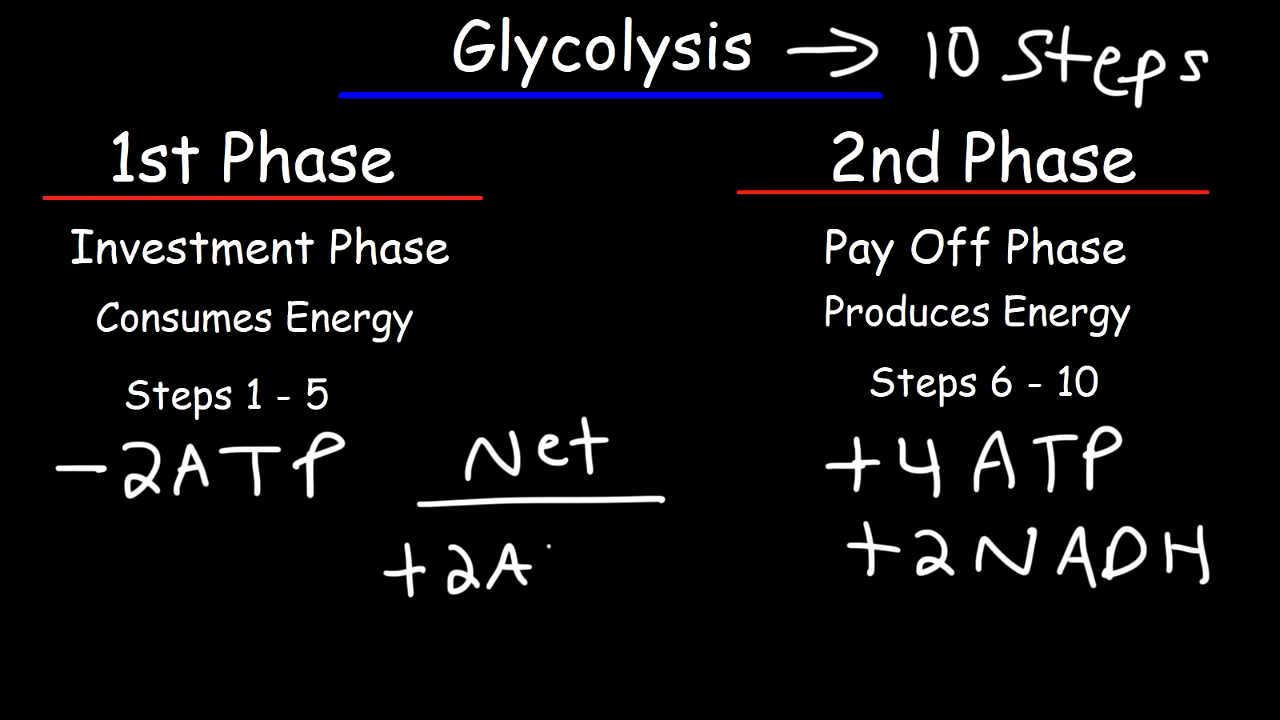 Glycolysis → 10 Steps
1st Phase
Investment Phase
Consumes Energy
Steps 1 - 5
-2ATP
Net
+2A
2nd Phase
Pay Off Phase
Produces Energy
Steps 6 - 10
+4 ATP
+2NADH